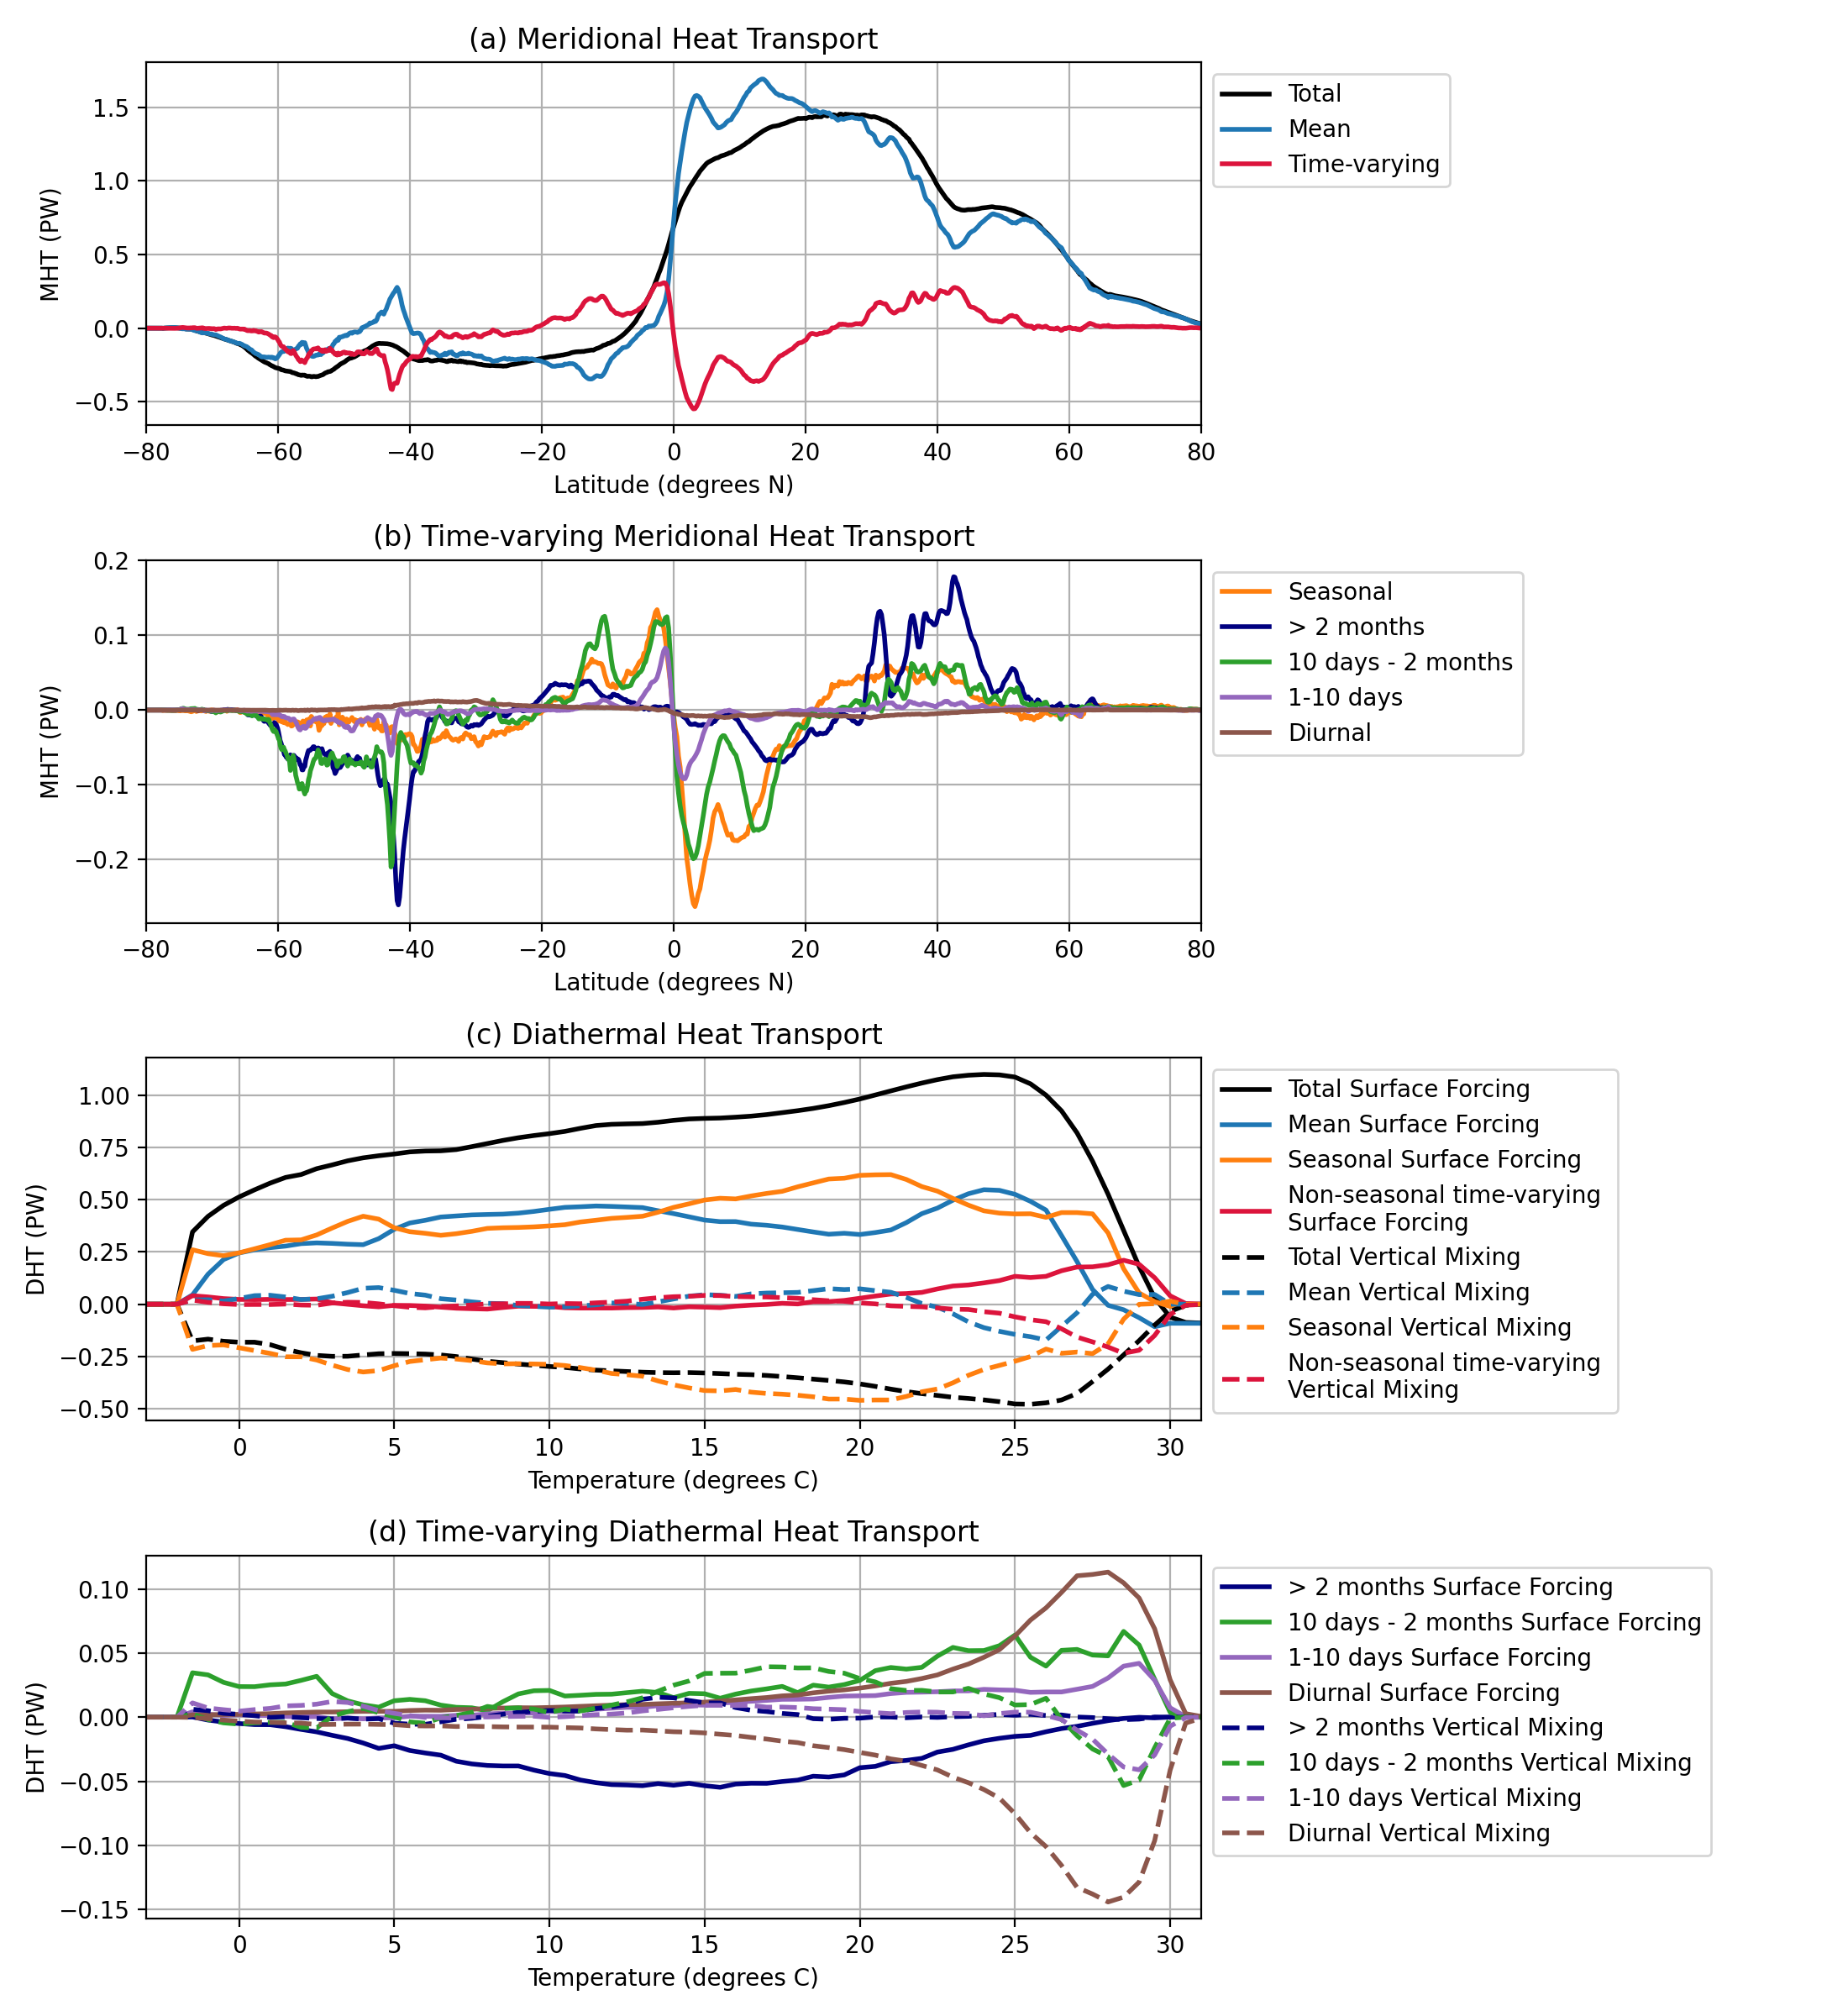 (a) Meridional Heat Transport
MHT (PW)
1.5
1.0
0.5
0.0
−0.5
−80 −60 −40 −20 0 20 40 60 80
Latitude (degrees N)
Total
Mean
Time-varying
(b) Time-varying Meridional Heat Transport
MHT (PW)
0.2
0.1
0.0
−0.1
−0.2
−80 −60 −40 −20 0 20 40 60 80
Latitude (degrees N)
Seasonal
> 2 months
10 days - 2 months
1-10 days
Diurnal
(c) Diathermal Heat Transport
DHT (PW)
1.00
0.75
0.50
0.25
0.00
−0.25
−0.50
0 5 10 15 20 25 30
Temperature (degrees C)
Total Surface Forcing
Mean Surface Forcing
Seasonal Surface Forcing
Non-seasonal time-varying
Surface Forcing
Total Vertical Mixing
Mean Vertical Mixing
Seasonal Vertical Mixing
Non-seasonal time-varying
Vertical Mixing
(d) Time-varying Diathermal Heat Transport
DHT (PW)
0.10
0.05
0.00
−0.05
−0.10
−0.15
0 5 10 15 20 25 30
Temperature (degrees C)
> 2 months Surface Forcing
10 days - 2 months Surface Forcing
1-10 days Surface Forcing
Diurnal Surface Forcing
> 2 months Vertical Mixing
10 days - 2 months Vertical Mixing
1-10 days Vertical Mixing
Diurnal Vertical Mixing